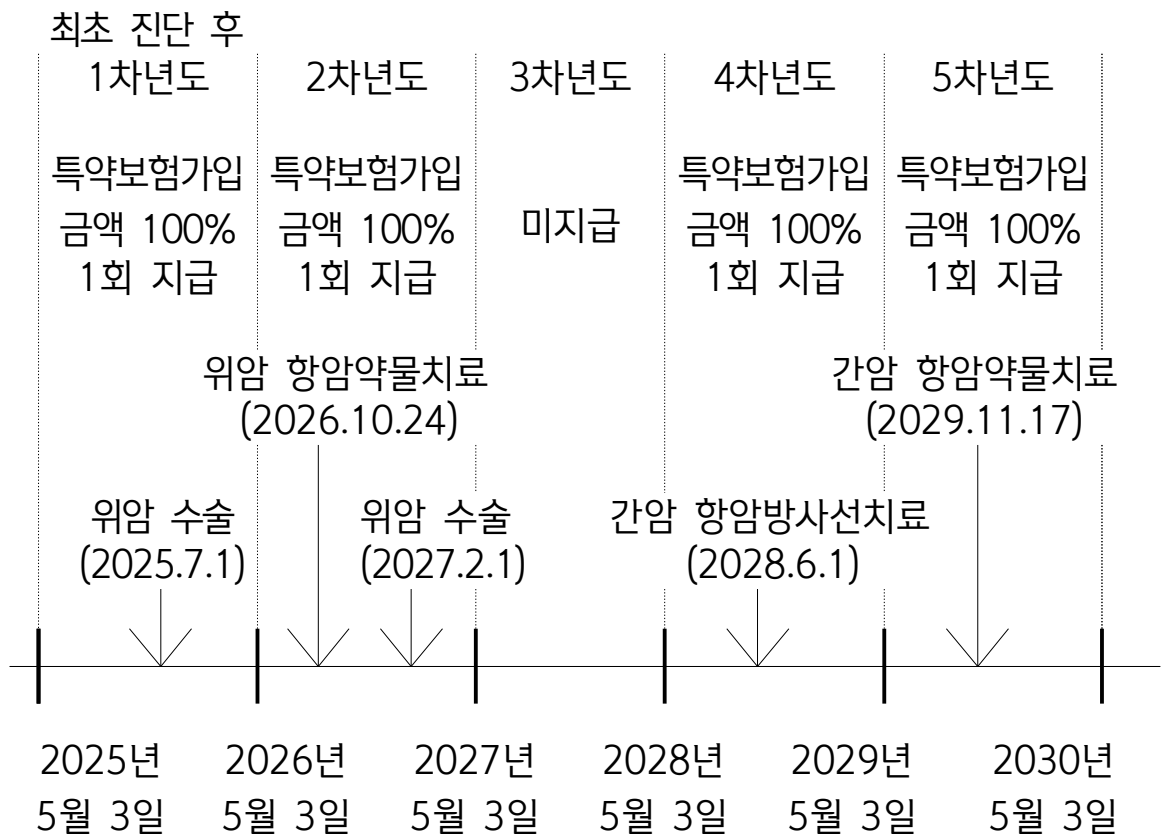 최초 진단 후
1차년도 2차년도 3차년도 4차년도 5차년도
특약보험가입 특약보험가입 특약보험가입 특약보험가입
금액 100% 금액 100% 미지급 금액 100% 금액 100%
1회 지급 1회 지급 1회 지급 1회 지급
위암 항암약물치료 간암 항암약물치료
(2026.10.24) (2029.11.17)
위암 수술 위암 수술 간암 항암방사선치료
(2025.7.1) (2027.2.1) (2028.6.1)
2025년 2026년 2027년 2028년 2029년 2030년
5월 3일 5월 3일 5월 3일 5월 3일 5월 3일 5월 3일